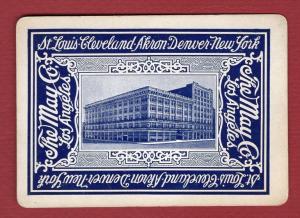 St. Louis Cleveland Akron Denver New York
The May Co.
Los Angeles
The May Co.
Los Angeles
St. Louis Cleveland Akron Denver New York